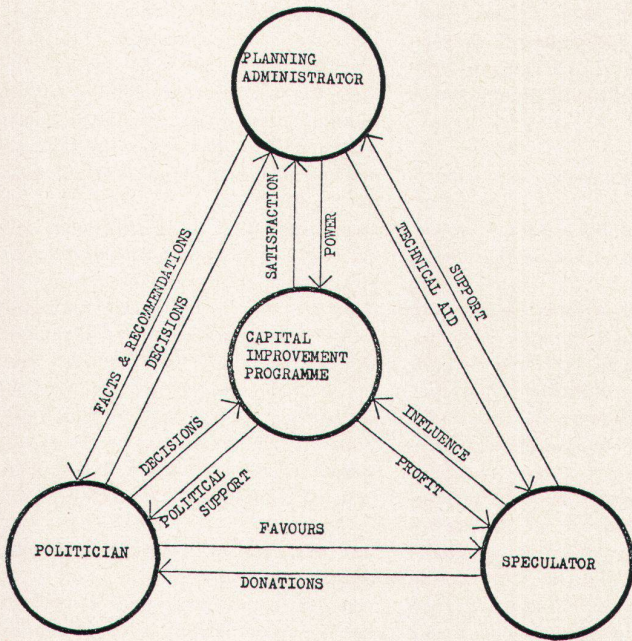 PLANNING
ADMINISTRATOR
SATISFACTION
POWER
FACTS & RECOMMENDATIONS
DECISIONS
TECHNICAL AID
SUPPORT
CAPITAL
IMPROVEMENT
PROGRAMME
DECISIONS
POLITICAL
SUPPORT
INFLUENCE
PROFIT
POLITICIAN
FAVOURS
DONATIONS
SPECULATOR